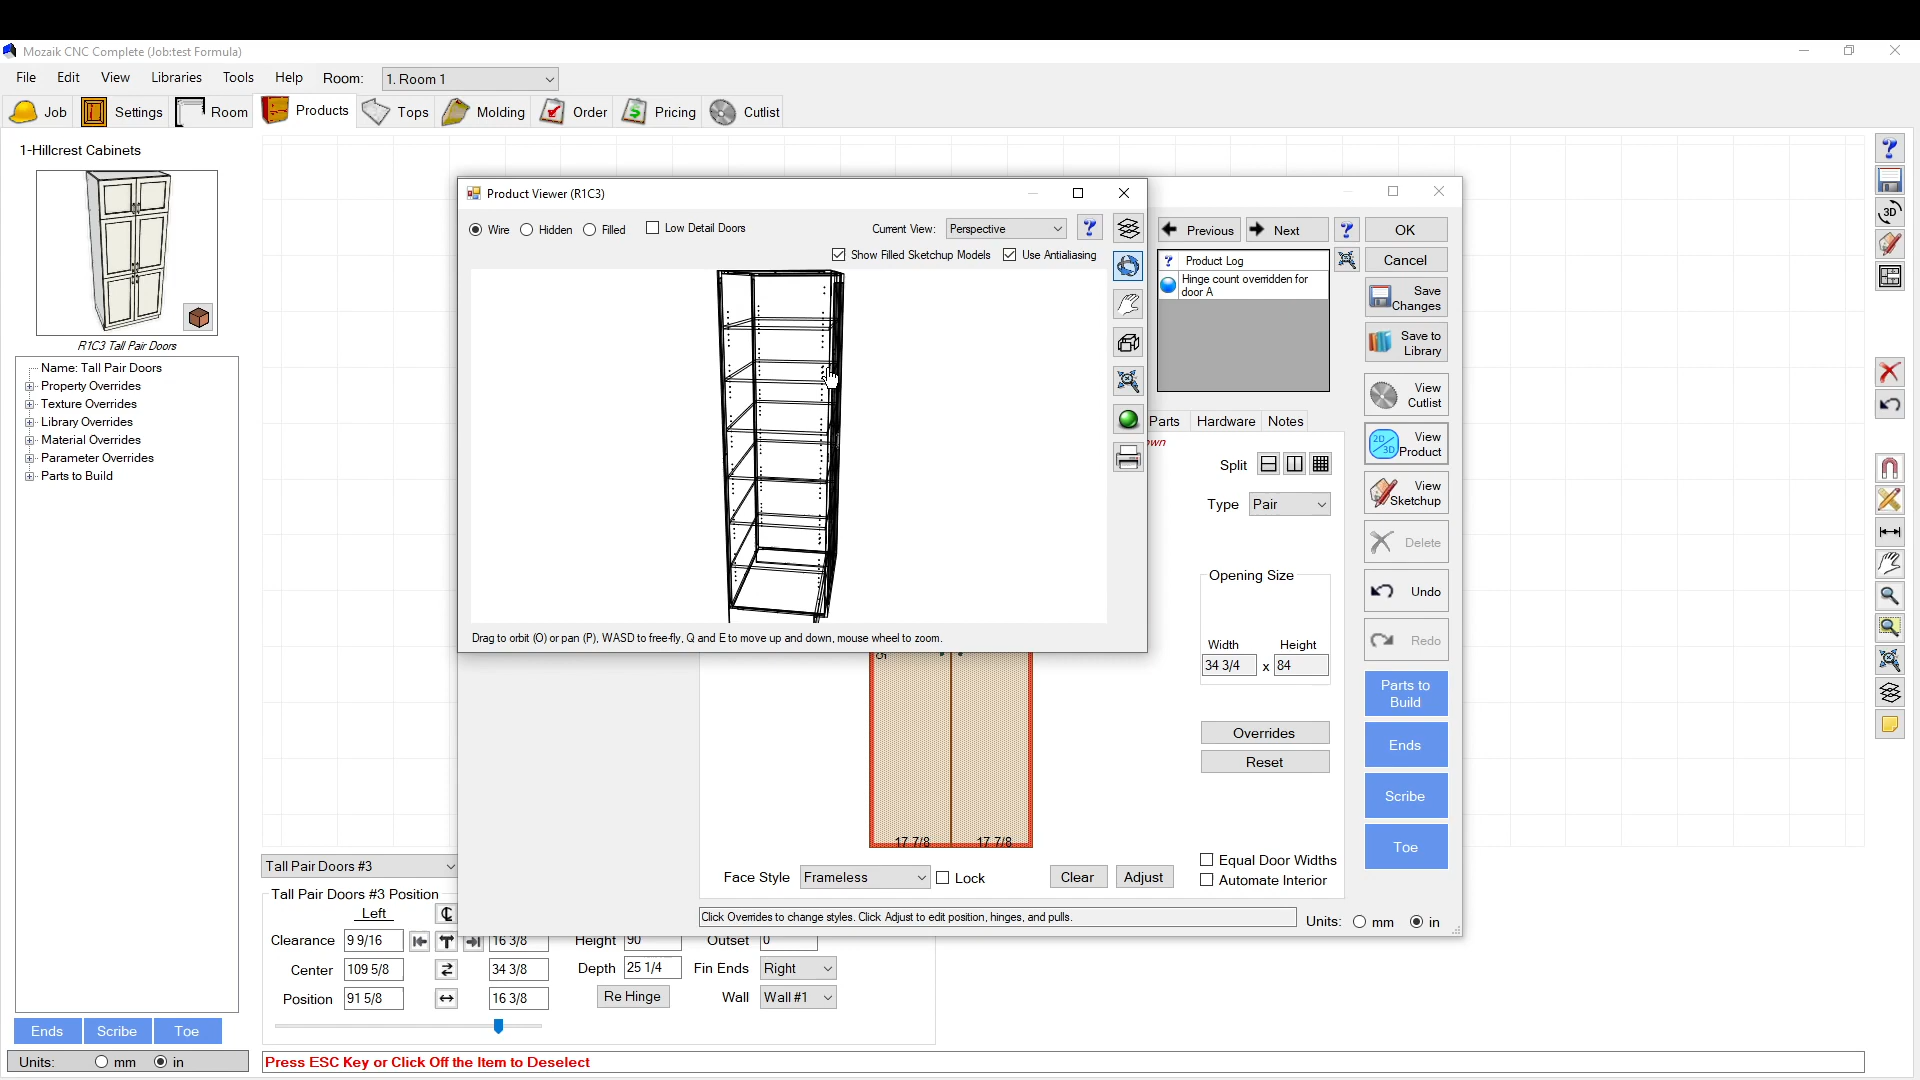 Mozaik CNC Complete (Job:test Formula)
File Edit View Libraries Tools Help Room: 1. Room 1
Job Settings Room Products Tops Molding Order Pricing Cutlist
1-Hillcrest Cabinets
R1C3 Tall Pair Doors
Name: Tall Pair Doors
Property Overrides
Texture Overrides
Library Overrides
Material Overrides
Parameter Overrides
Parts to Build
Ends Scribe Toe
Units: mm in
Product Viewer (R1C3)
Wire Hidden Filled Low Detail Doors Current View: Perspective
Show Filled Sketchup Models Use Antialiasing
Drag to orbit (O) or pan (P), WASD to free-fly, Q and E to move up and down, mouse wheel to zoom.
Previous Next OK
Product Log
Hinge count overridden for
door A
Cancel
Save
Changes
Save to
Library
View
Cutlist
View
Product
2D/
3D
View
Sketchup
Delete
Undo
Redo
Parts to
Build
Ends
Scribe
Toe
Parts Hardware Notes
own
Split
Type Pair
Opening Size
Width Height
34 3/4 x 84
Overrides
Reset
17 7/8 17 7/8
Equal Door Widths
Automate Interior
Face Style Frameless Lock Clear Adjust
Click Overrides to change styles. Click Adjust to edit position, hinges, and pulls.
Units: mm in
Tall Pair Doors #3
Tall Pair Doors #3 Position
Left
Clearance 9 9/16 16 3/8 Height 90 Outset 0
Center 109 5/8 34 3/8 Depth 25 1/4 Fin Ends Right
Position 91 5/8 16 3/8 Re Hinge Wall Wall #1
Press ESC Key or Click Off the Item to Deselect
3D